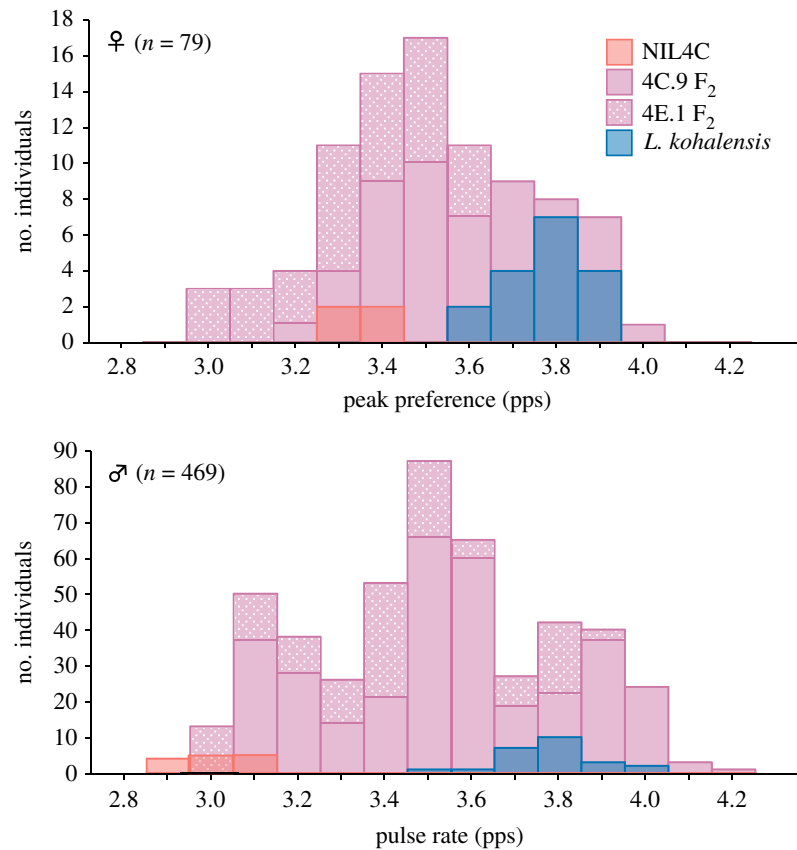 ♀ (n = 79)
NIL4C
4C.9 F2
4E.1 F2
L. kohalensis
no. individuals
18
16
14
12
10
8
6
4
2
0
2.8 3.0 3.2 3.4 3.6 3.8 4.0 4.2
peak preference (pps)
♂ (n = 469)
no. individuals
90
80
70
60
50
40
30
20
10
0
2.8 3.0 3.2 3.4 3.6 3.8 4.0 4.2
pulse rate (pps)